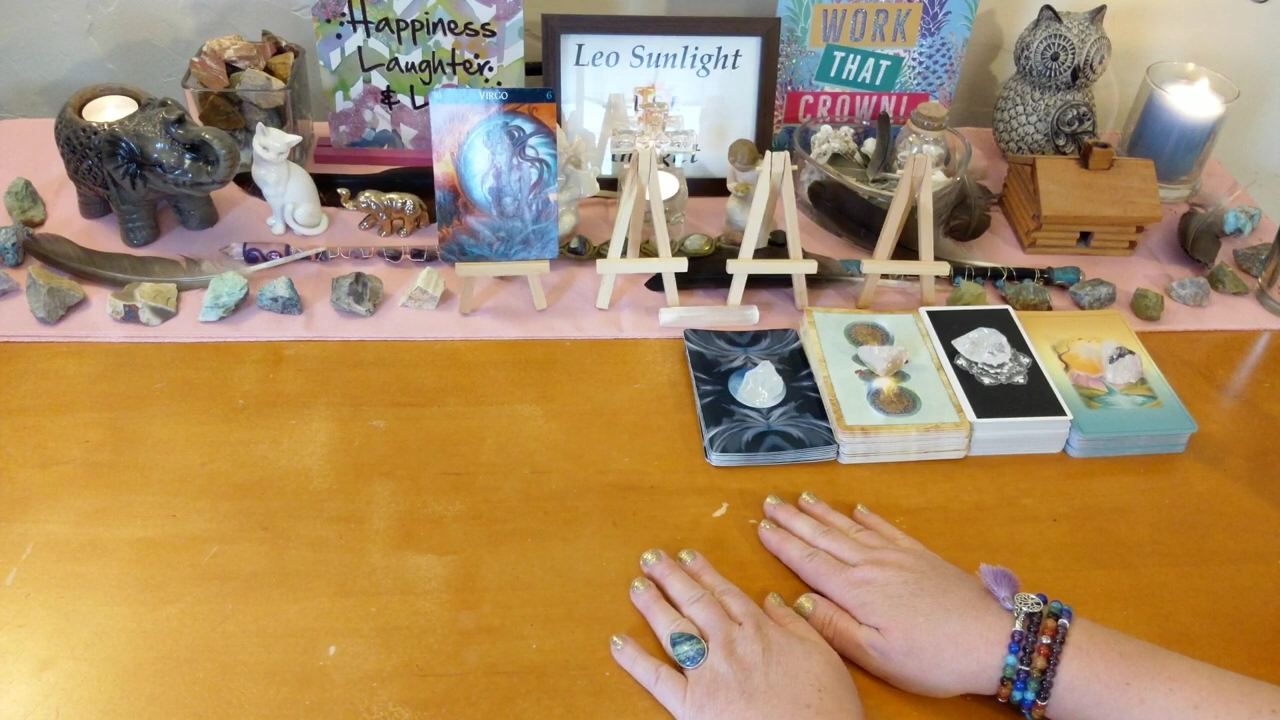 Happiness
Laughter
& L
Leo Sunlight
WORK
THAT
CROWN!
VIRGO 6